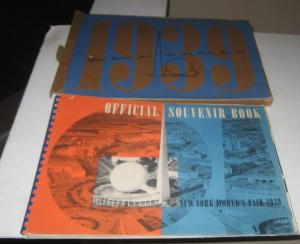 1939
OFFICIAL SOUVENIR BOOK
NEW YORK WORLD'S FAIR 1939